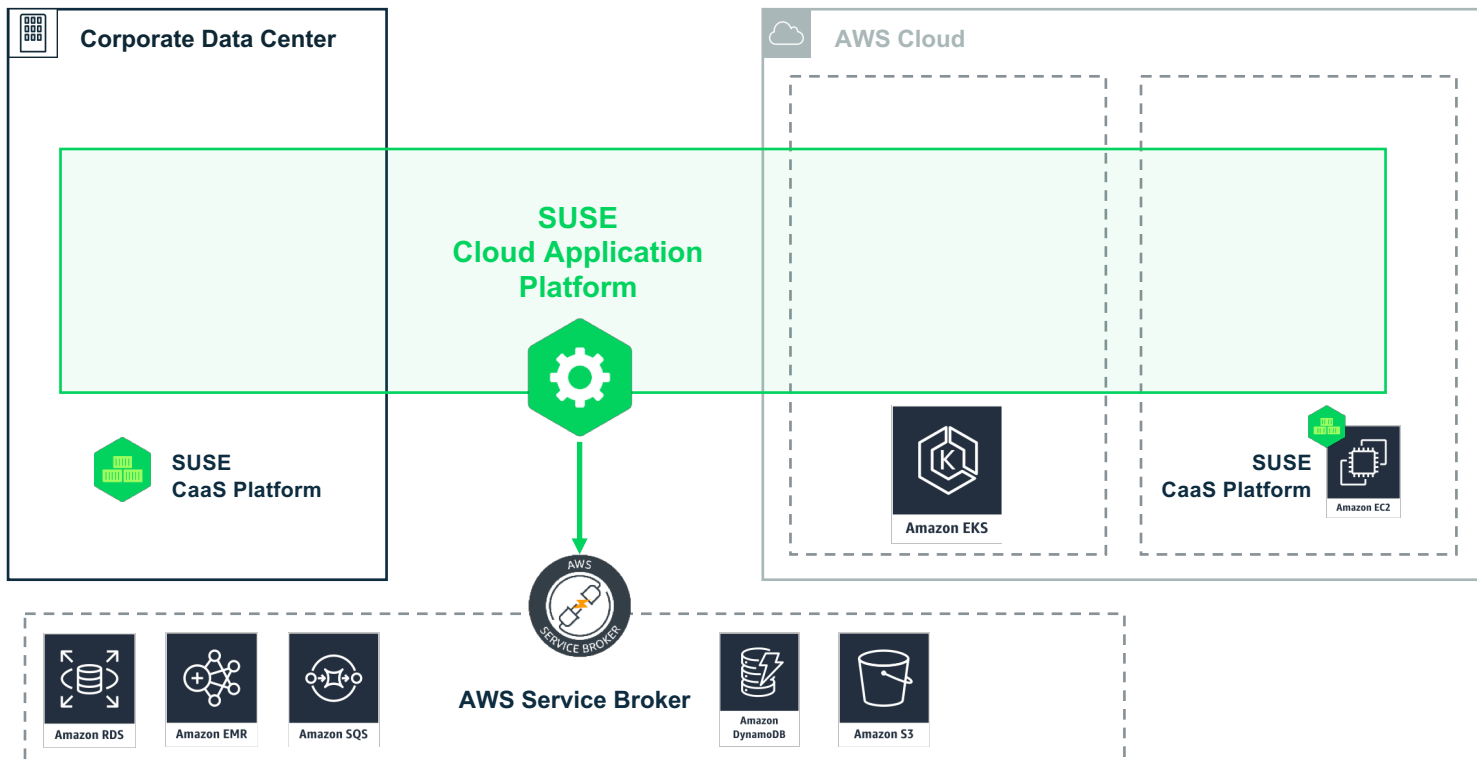 Corporate Data Center
AWS Cloud
SUSE
Cloud Application
Platform
SUSE
CaaS Platform
K
Amazon EKS
SUSE
CaaS Platform
Amazon EC2
AWS
SERVICE BROKER
AWS Service Broker
Amazon RDS
Amazon EMR
Amazon SQS
Amazon
DynamoDB
Amazon S3